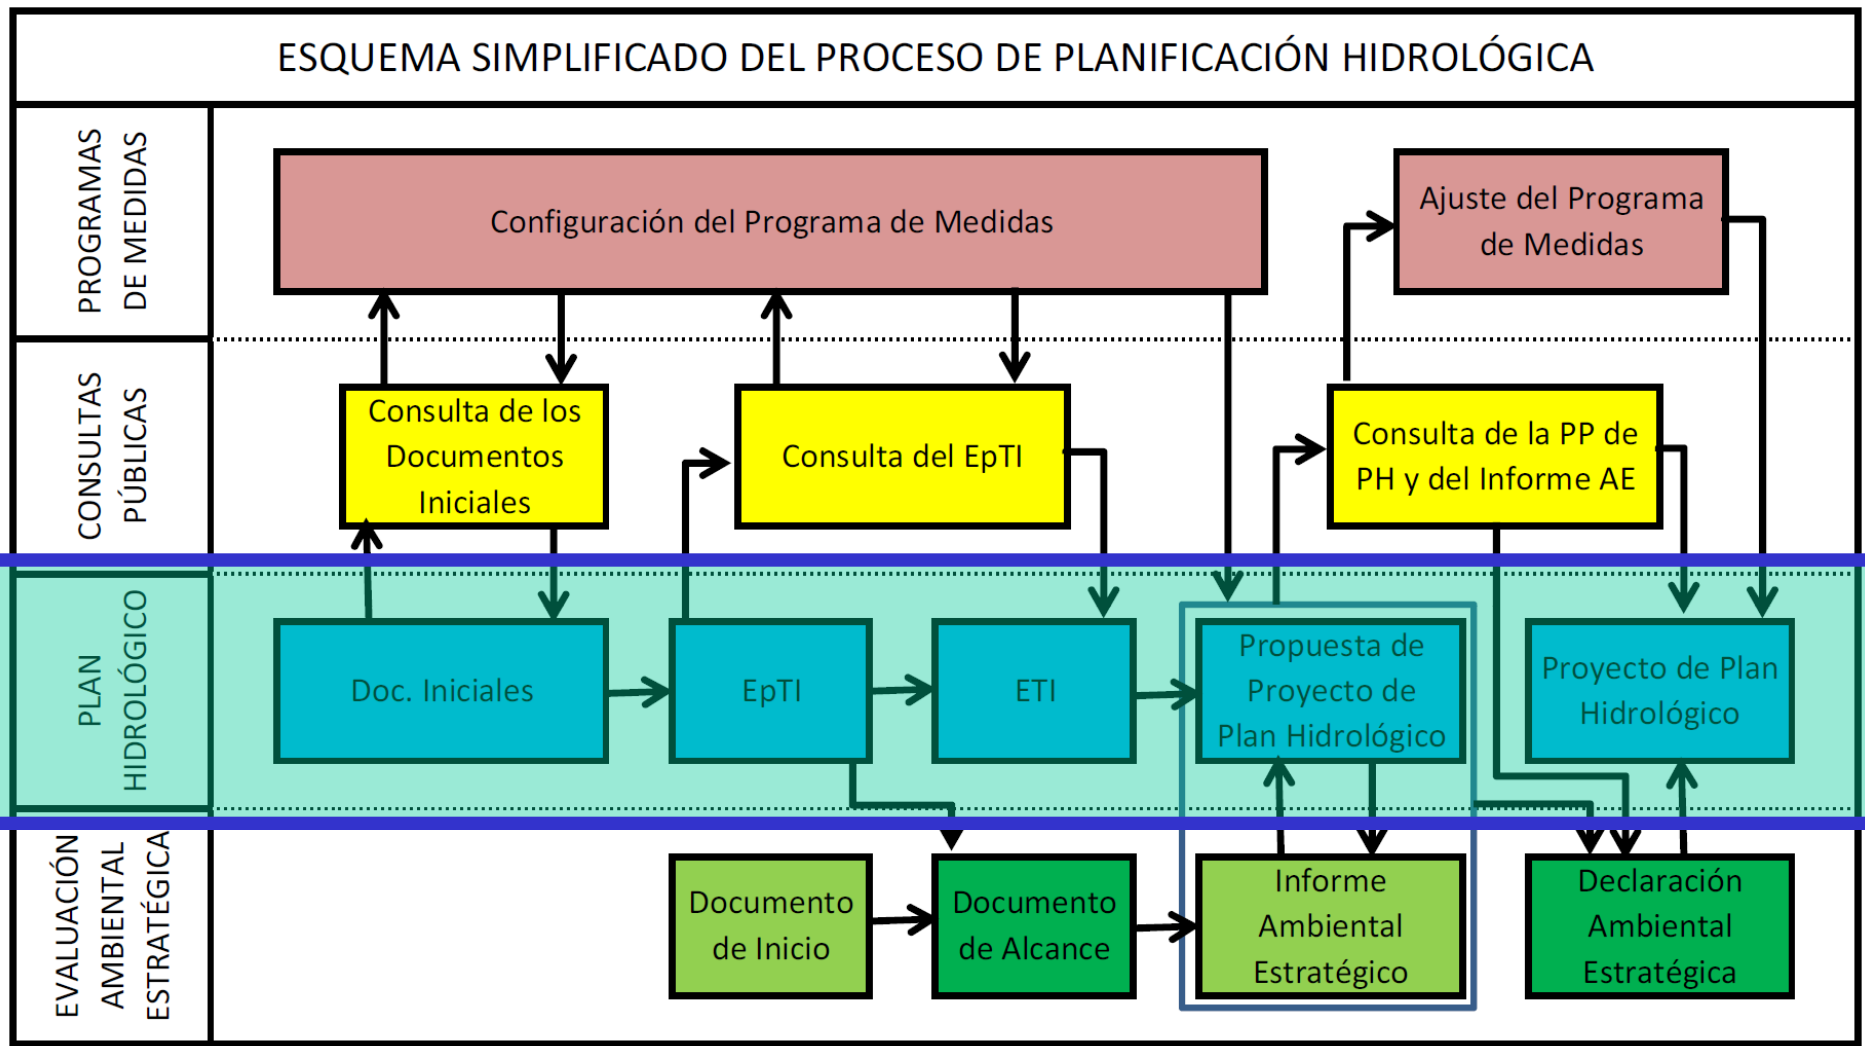 ESQUEMA SIMPLIFICADO DEL PROCESO DE PLANIFICACIÓN HIDROLÓGICA
PROGRAMAS
DE MEDIDAS
Configuración del Programa de Medidas
Ajuste del Programa
de Medidas
CONSULTAS
PÚBLICAS
Consulta de los
Documentos
Iniciales
Consulta del EpTI
Consulta de la PP de
PH y del Informe AE
PLAN
HIDROLÓGICO
Doc. Iniciales
EpTI
ETI
Propuesta de
Proyecto de
Plan Hidrológico
Proyecto de Plan
Hidrológico
EVALUACIÓN
AMBIENTAL
ESTRATÉGICA
Documento
de Inicio
Documento
de Alcance
Informe
Ambiental
Estratégico
Declaración
Ambiental
Estratégica